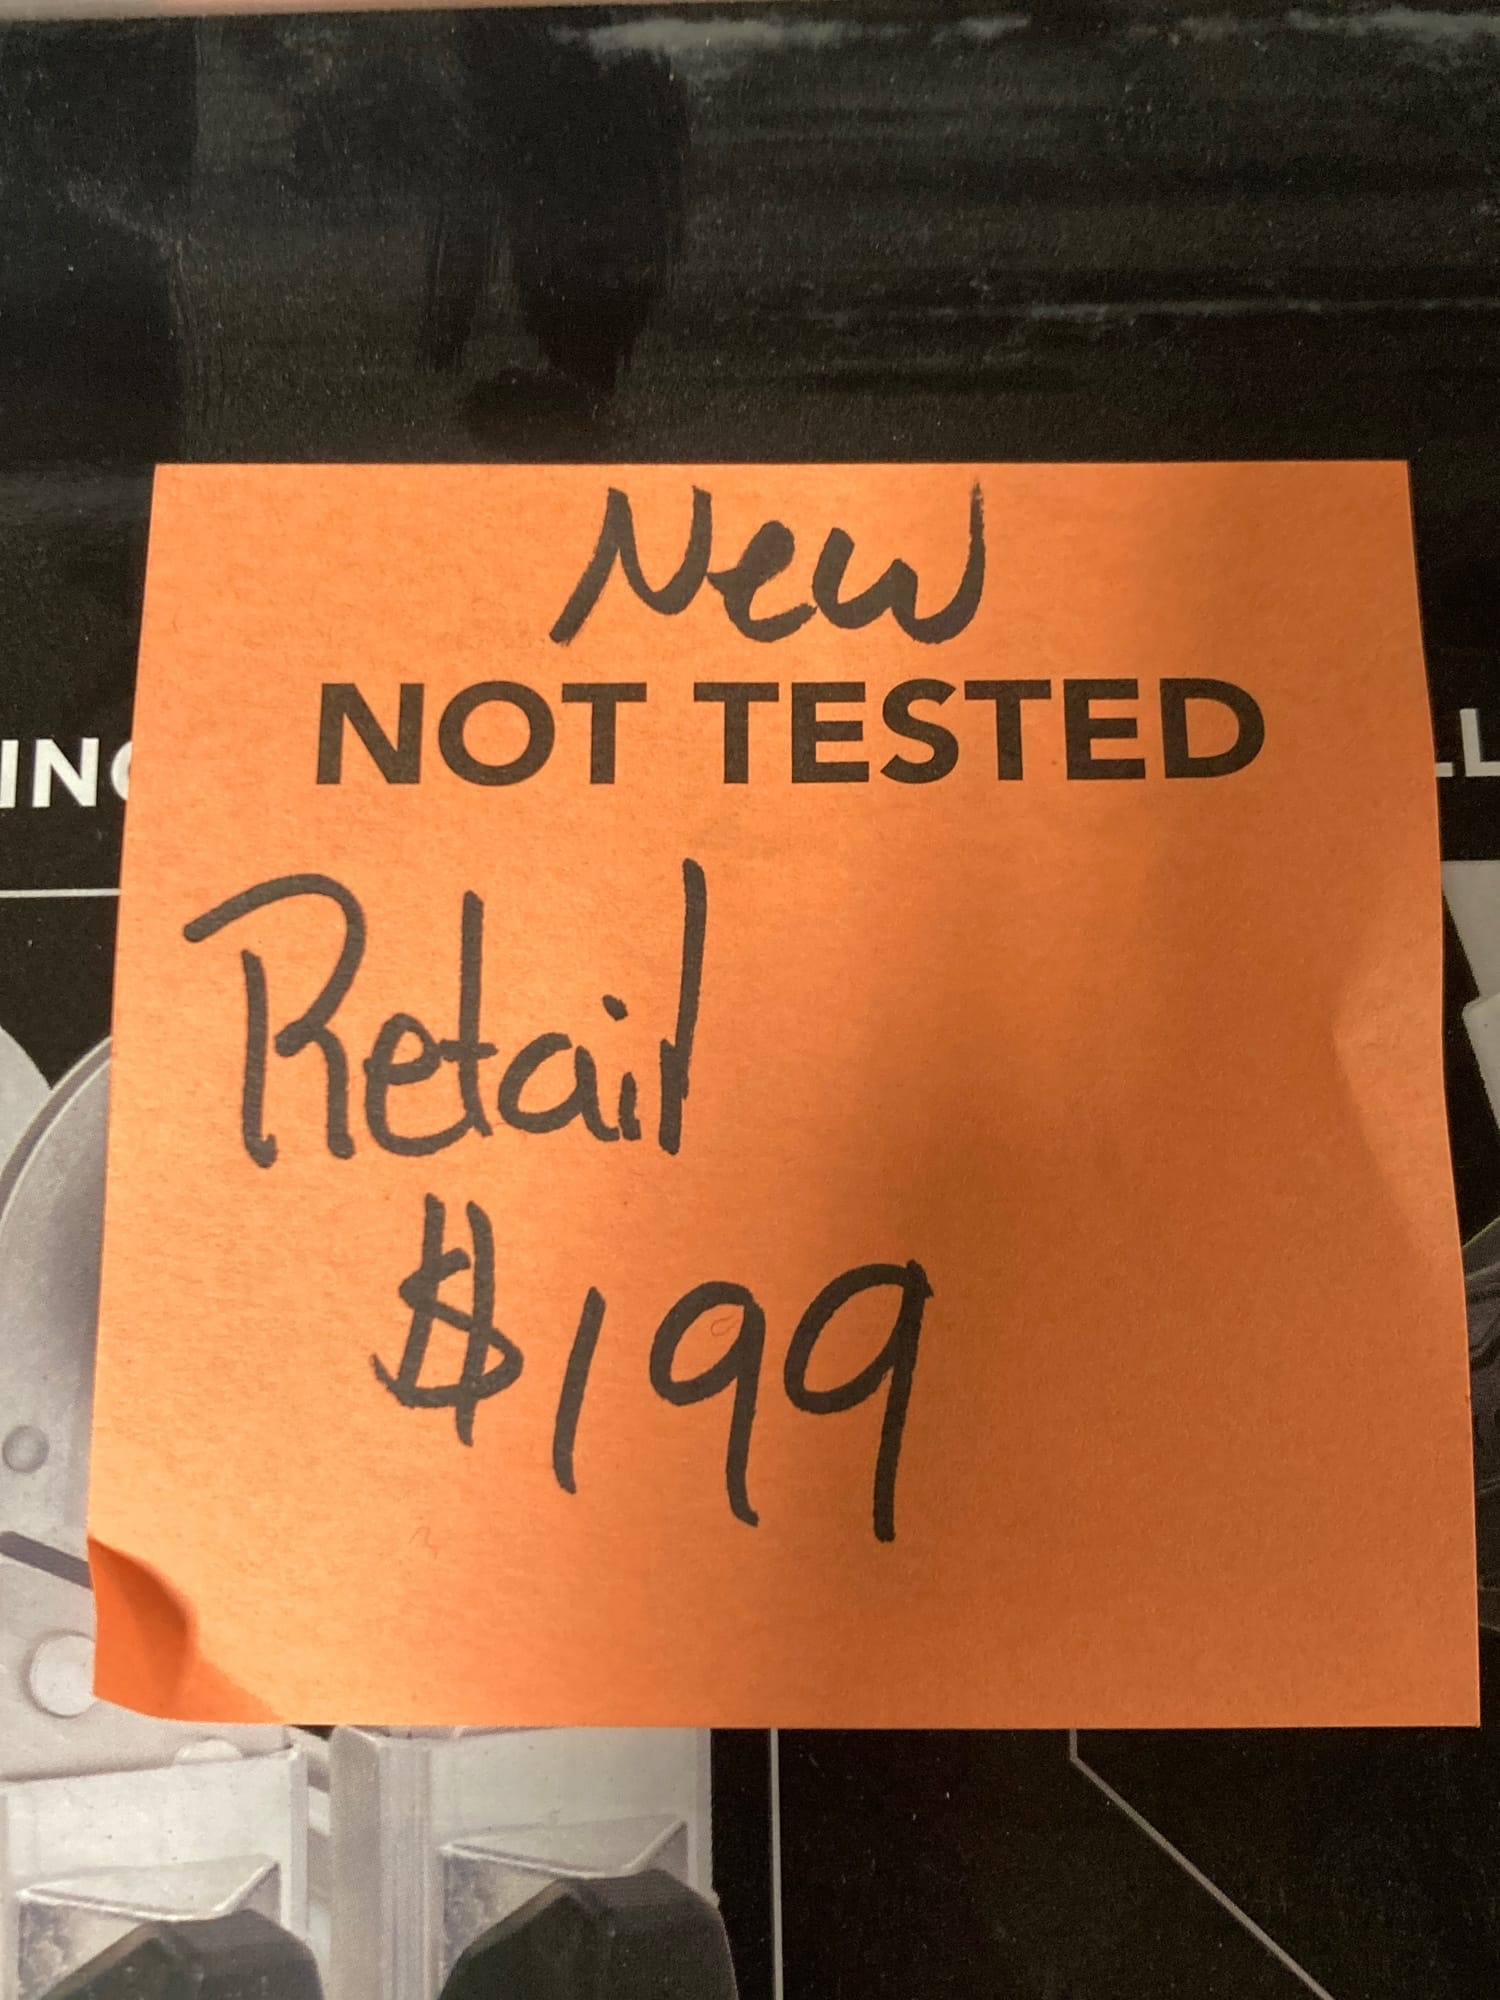 New
NOT TESTED
Retail
$199